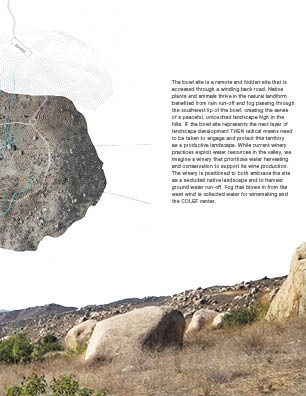 The bowl site is a remote and hidden site that is
accessed through a winding back road. Native
plants and animals thrive in the natural landform
benefited from rain run-off and fog passing through
the southwest lip of the bowl, creating the sense
of a peaceful, untouched landscape high in the
hills. IF the bowl site represents the next layer of
landscape development THEN radical means need
to be taken to engage and protect this territory
as a productive landscape. While current winery
practices exploit water resources in the valley, we
imagine a winery that prioritizes water harvesting
and conservation to support its wine production.
The winery is positioned to both embrace the site
as a secluded native landscape and to harvest
ground water run-off. Fog that blows in from the
west wind is collected water for winemaking and
the COLEF center.